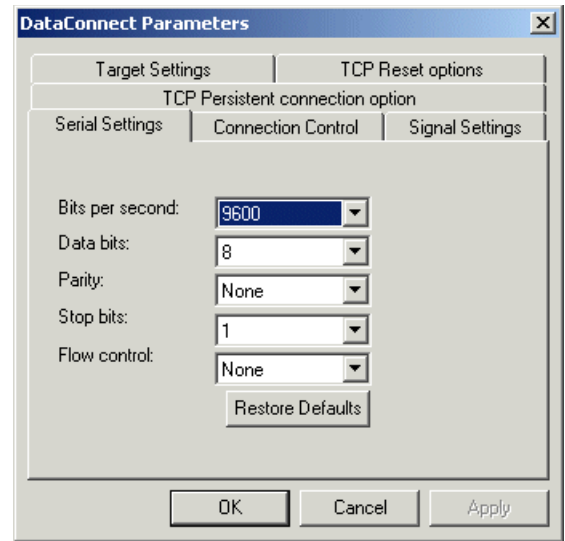 DataConnect Parameters
Target Settings TCP Reset options
TCP Persistent connection option
Serial Settings Connection Control Signal Settings
Bits per second: 9600
Data bits: 8
Parity: None
Stop bits: 1
Flow control: None
Restore Defaults
OK Cancel Apply